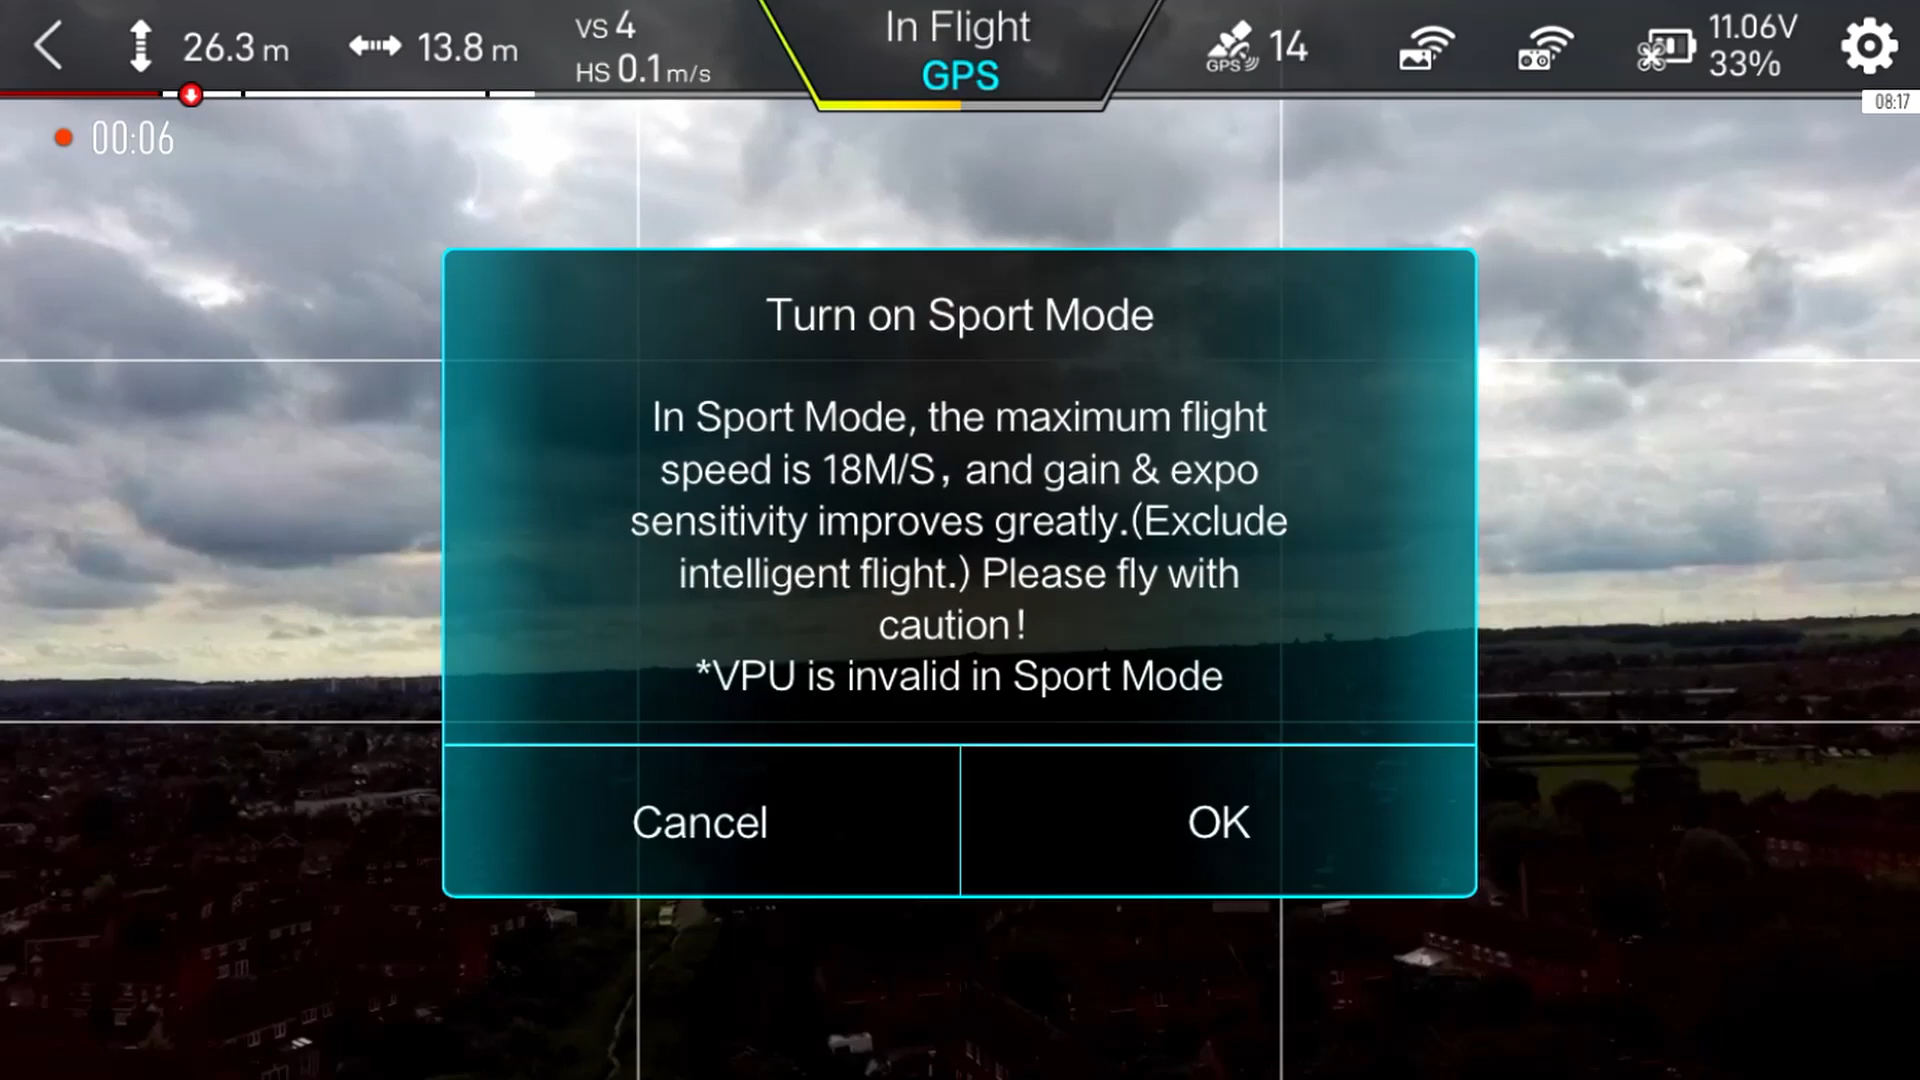 26.3 m
13.8 m
VS 4
HS 0.1 m/s
In Flight
GPS
GPS
14
11.06V
33%
08:17
00:06
Turn on Sport Mode
In Sport Mode, the maximum flight
speed is 18M/S, and gain & expo
sensitivity improves greatly.(Exclude
intelligent flight.) Please fly with
caution!
*VPU is invalid in Sport Mode
Cancel
OK